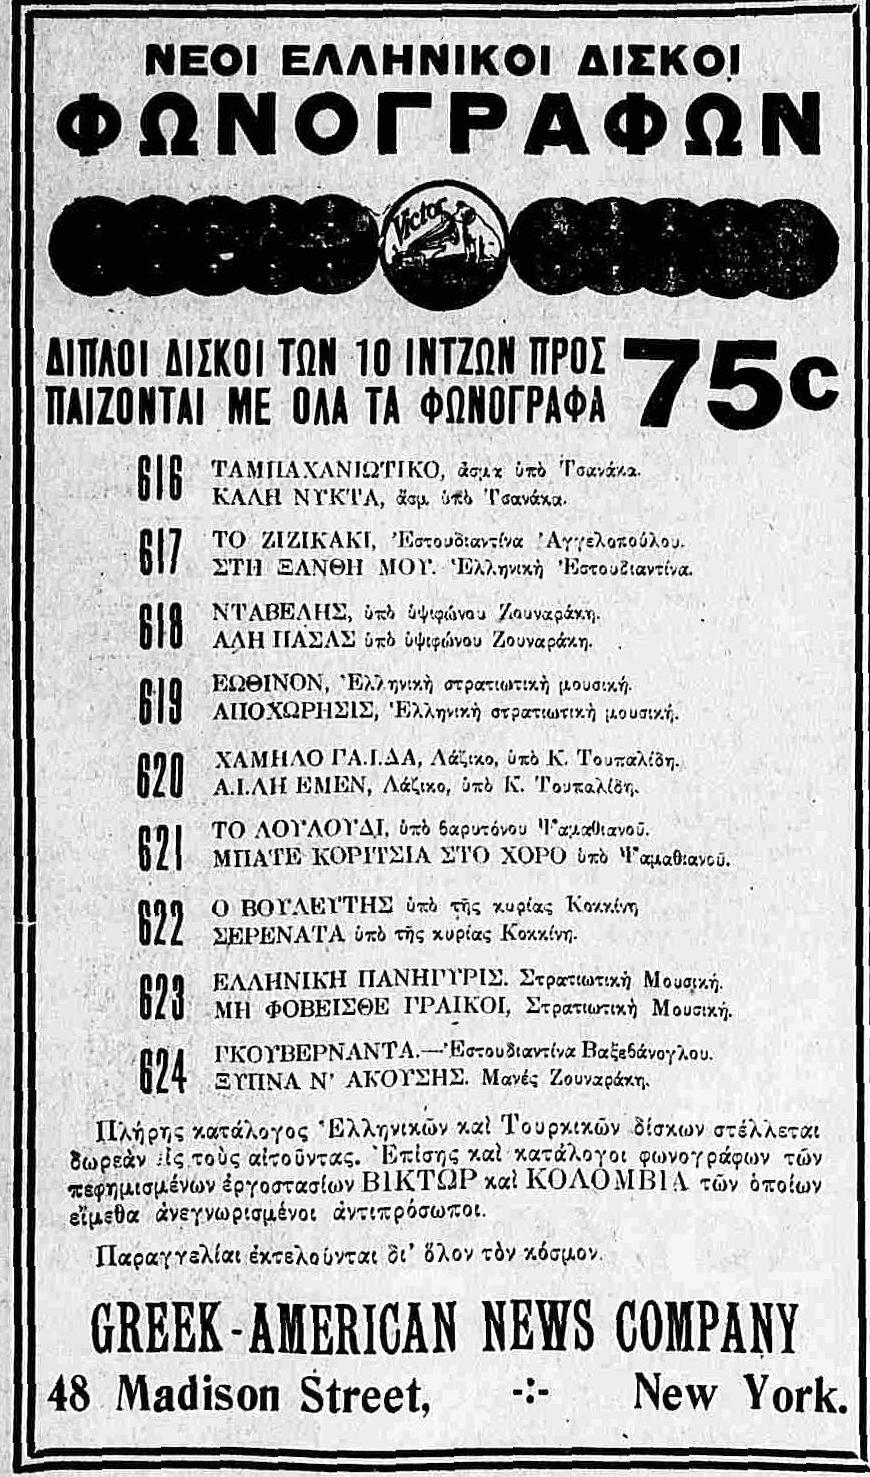 ΝΕΟΙ ΕΛΛΗΝΙΚΟΙ ΔΙΣΚΟΙ
ΦΩΝΟΓΡΑΦΩΝ
Victor
ΔΙΠΛΟΙ ΔΙΣΚΟΙ ΤΩΝ 10 ΙΝΤΖΩΝ ΠΡΟΣ 75c
ΠΑΙΖΟΝΤΑΙ ΜΕ ΟΛΑ ΤΑ ΦΩΝΟΓΡΑΦΑ
616 ΤΑΜΠΑΧΑΝΙΩΤΙΚΟ, ᾆσμα ὑπὸ Τσανάκα.
ΚΑΛΗ ΝΥΚΤΑ, ᾆσμ. ὑπὸ Τσανάκα.
617 ΤΟ ΖΙΖΙΚΑΚΙ, Ἐστουδιαντίνα Ἀγγελοπούλου.
ΣΤΗ ΞΑΝΘΗ ΜΟΥ. Ἑλληνικὴ Ἐστουδιαντίνα.
618 ΝΤΑΒΕΛΗΣ, ὑπὸ ὑψιφώνου Ζουναράκη.
ΑΛΗ ΠΑΣΑΣ ὑπὸ ὑψιφώνου Ζουναράκη.
619 ΕΩΘΙΝΟΝ, Ἑλληνικὴ στρατιωτικὴ μουσική.
ΑΠΟΧΩΡΗΣΙΣ, Ἑλληνικὴ στρατιωτικὴ μουσική.
620 ΧΑΜΗΛΟ ΓΑ.Ι.ΔΑ, Λάζικο, ὑπὸ Κ. Τουπαλίδη.
Α.Ι.ΛΗ ΕΜΕΝ, Λάζικο, ὑπὸ Κ. Τουπαλίδη.
621 ΤΟ ΛΟΥΛΟΥΔΙ, ὑπὸ βαρυτόνου Ψαμαθιανοῦ.
ΜΠΑΤΕ ΚΟΡΙΤΣΙΑ ΣΤΟ ΧΟΡΟ ὑπὸ Ψαμαθιανοῦ.
622 Ο ΒΟΥΛΕΥΤΗΣ ὑπὸ τῆς κυρίας Κοκκίνη
ΣΕΡΕΝΑΤΑ ὑπὸ τῆς κυρίας Κοκκίνη.
623 ΕΛΛΗΝΙΚΗ ΠΑΝΗΓΥΡΙΣ. Στρατιωτικὴ Μουσική.
ΜΗ ΦΟΒΕΙΣΘΕ ΓΡΑΙΚΟΙ, Στρατιωτικὴ Μουσική.
624 ΓΚΟΥΒΕΡΝΑΝΤΑ.—Ἐστουδιαντίνα Βαξεβάνογλου.
ΞΥΠΝΑ Ν' ΑΚΟΥΣΗΣ. Μανές Ζουναράκη.
Πλήρης κατάλογος Ἑλληνικῶν καὶ Τουρκικῶν δίσκων στέλλεται
δωρεὰν εἰς τοὺς αἰτοῦντας. Ἐπίσης καὶ κατάλογοι φωνογράφων τῶν
πεφημισμένων ἐργοστασίων ΒΙΚΤΩΡ καὶ ΚΟΛΟΜΒΙΑ τῶν ὁποίων
εἴμεθα ἀνεγνωρισμένοι ἀντιπρόσωποι.
Παραγγελίαι ἐκτελοῦνται δι' ὅλον τὸν κόσμον.
GREEK-AMERICAN NEWS COMPANY
48 Madison Street, -:- New York.